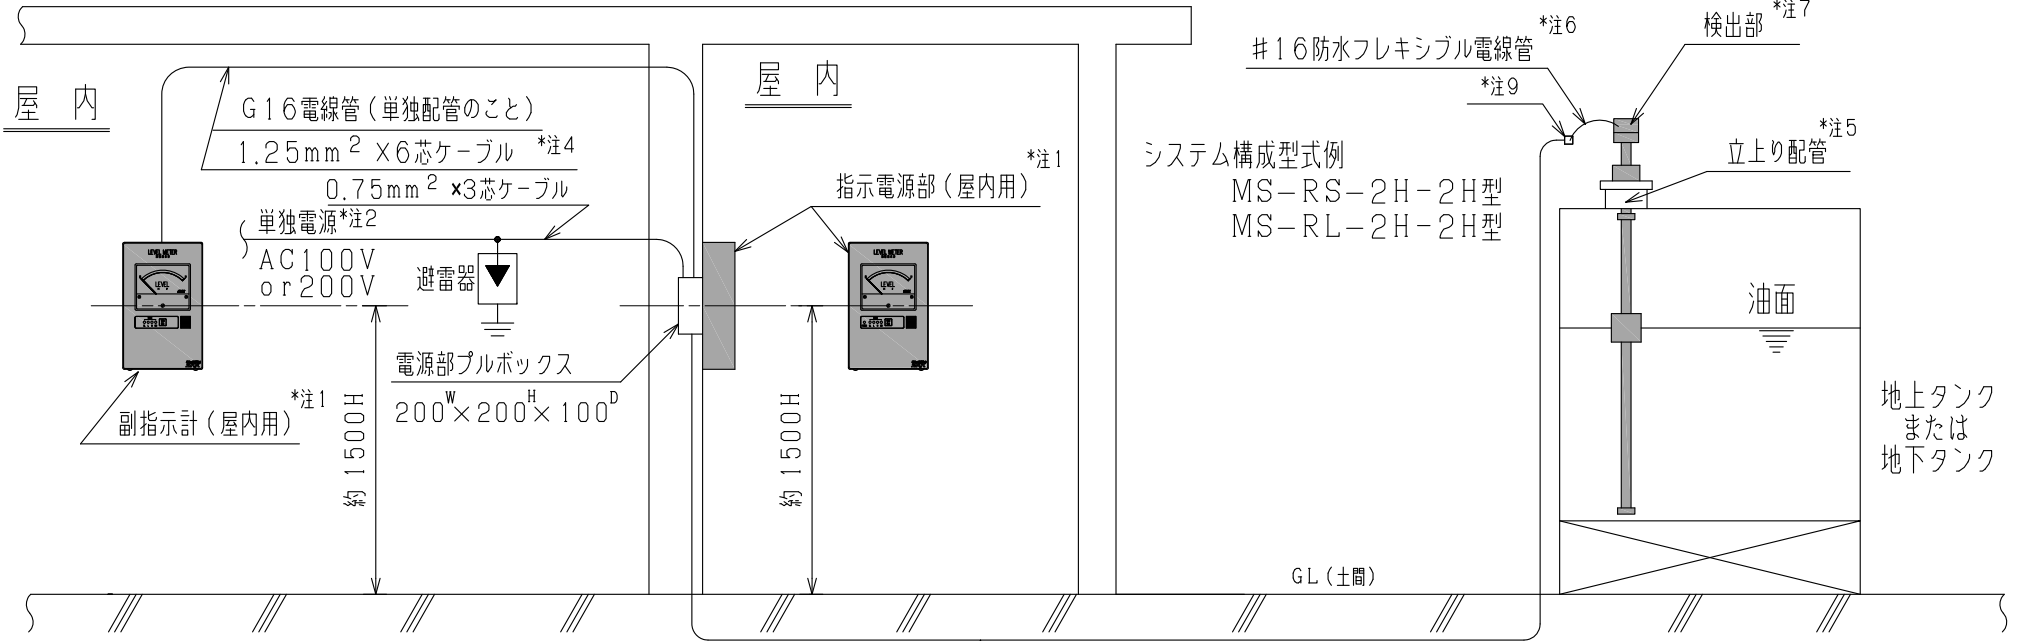 屋 内
G16電線管(単独配管のこと)
1.25mm² ×6芯ケーブル *注4
0.75mm² ×3芯ケーブル
単独電源*注2
AC100V
or200V
避雷器
LEVEL METER
LEVEL
副指示計(屋内用)*注1
約1500H
電源部プルボックス
200W×200H×100D
屋 内
指示電源部(屋内用)*注1
LEVEL METER
LEVEL
約1500H
システム構成型式例
MS-RS-2H-2H型
MS-RL-2H-2H型
#16防水フレキシブル電線管 *注6
*注9
検出部 *注7
立上り配管 *注5
油面
地上タンク
または
地下タンク
GL(土間)